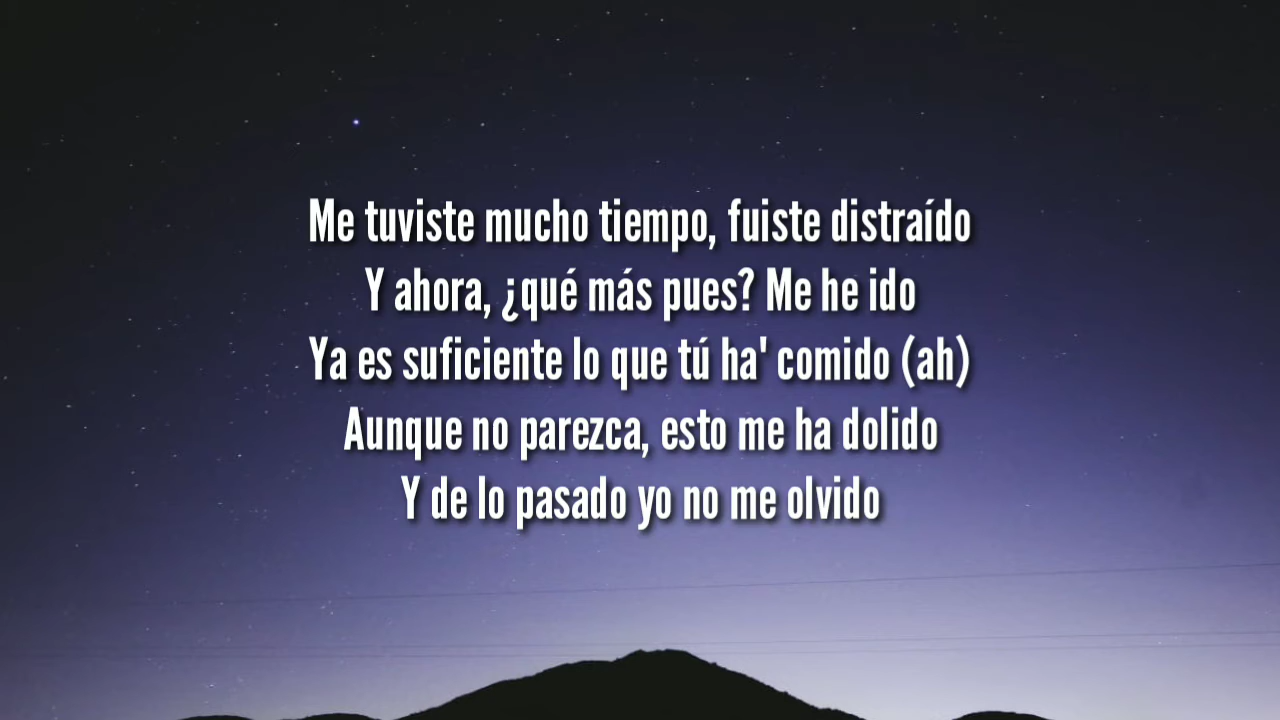 Me tuviste mucho tiempo, fuiste distraído
Y ahora, ¿qué más pues? Me he ido
Ya es suficiente lo que tú ha' comido (ah)
Aunque no parezca, esto me ha dolido
Y de lo pasado yo no me olvido